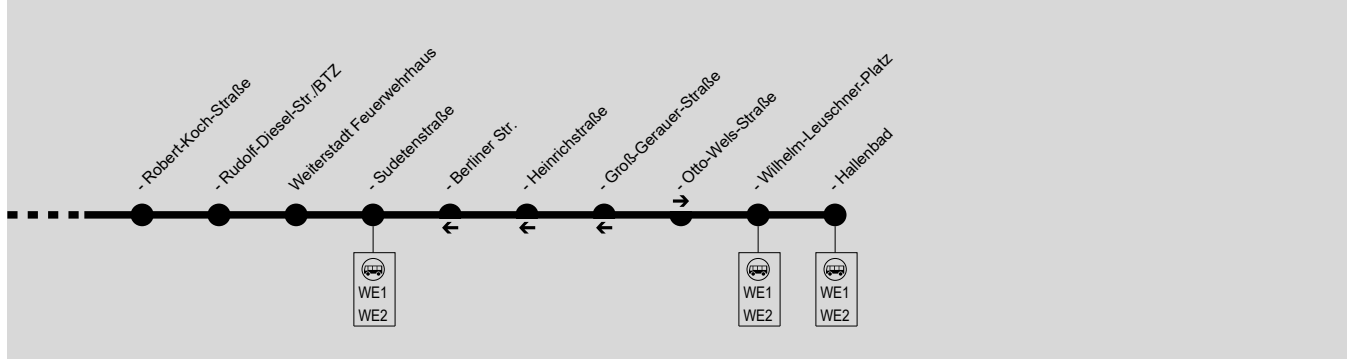 - Robert-Koch-Straße
- Rudolf-Diesel-Str./BTZ
Weiterstadt Feuerwehrhaus
- Sudetenstraße
- Berliner Str.
- Heinrichstraße
- Groß-Gerauer-Straße
- Otto-Wels-Straße
- Wilhelm-Leuschner-Platz
- Hallenbad
WE1
WE2
WE1
WE2
WE1
WE2